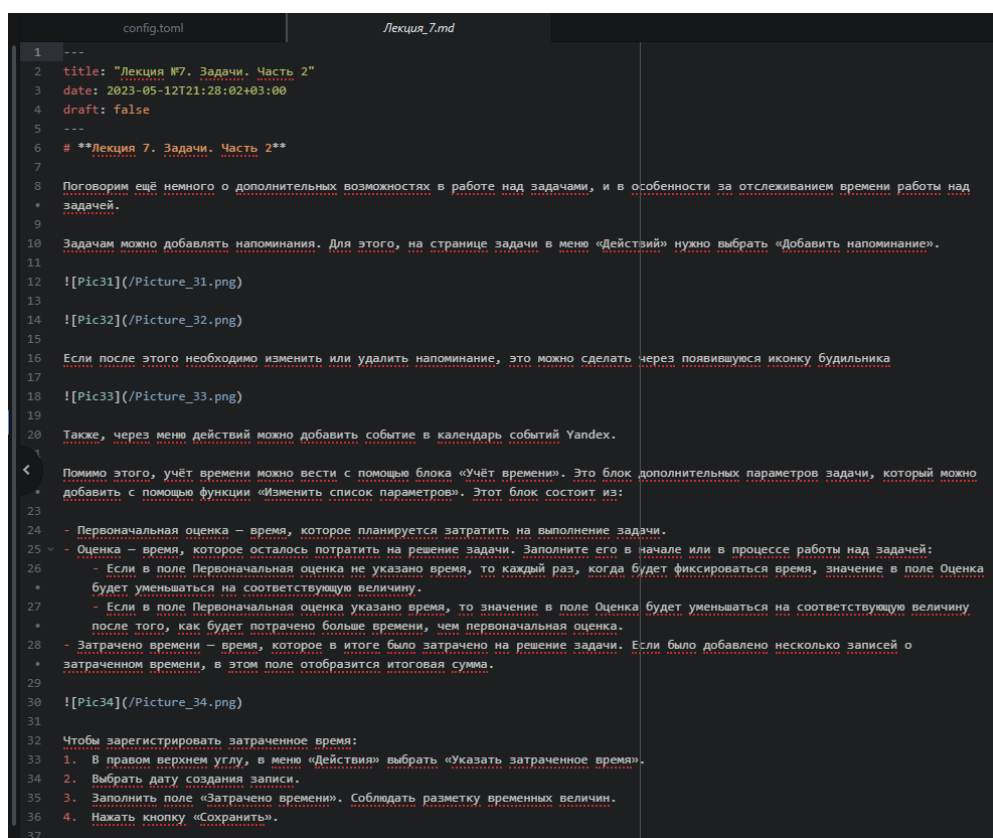 config.toml
Лекция_7.md
1 ---
2 title: "Лекция №7. Задачи. Часть 2"
3 date: 2023-05-12T21:28:02+03:00
4 draft: false
5 ---
6 # **Лекция 7. Задачи. Часть 2**
7
8 Поговорим ещё немного о дополнительных возможностях в работе над задачами, и в особенности за отслеживанием времени работы над
• задачей.
9
10 Задачам можно добавлять напоминания. Для этого, на странице задачи в меню «Действий» нужно выбрать «Добавить напоминание».
11
12 ![Pic31](/Picture_31.png)
13
14 ![Pic32](/Picture_32.png)
15
16 Если после этого необходимо изменить или удалить напоминание, это можно сделать через появившуюся иконку будильника
17
18 ![Pic33](/Picture_33.png)
19
20 Также, через меню действий можно добавить событие в календарь событий Yandex.
Помимо этого, учёт времени можно вести с помощью блока «Учёт времени». Это блок дополнительных параметров задачи, который можно
• добавить с помощью функции «Изменить список параметров». Этот блок состоит из:
23
24 - Первоначальная оценка — время, которое планируется затратить на выполнение задачи.
25 - Оценка — время, которое осталось потратить на решение задачи. Заполните его в начале или в процессе работы над задачей:
26 - Если в поле Первоначальная оценка не указано время, то каждый раз, когда будет фиксироваться время, значение в поле Оценка
• будет уменьшаться на соответствующую величину.
27 - Если в поле Первоначальная оценка указано время, то значение в поле Оценка будет уменьшаться на соответствующую величину
• после того, как будет потрачено больше времени, чем первоначальная оценка.
28 - Затрачено времени — время, которое в итоге было затрачено на решение задачи. Если было добавлено несколько записей о
• затраченном времени, в этом поле отобразится итоговая сумма.
29
30 ![Pic34](/Picture_34.png)
31
32 Чтобы зарегистрировать затраченное время:
33 1. В правом верхнем углу, в меню «Действия» выбрать «Указать затраченное время».
34 2. Выбрать дату создания записи.
35 3. Заполнить поле «Затрачено времени». Соблюдать разметку временных величин.
36 4. Нажать кнопку «Сохранить».
37